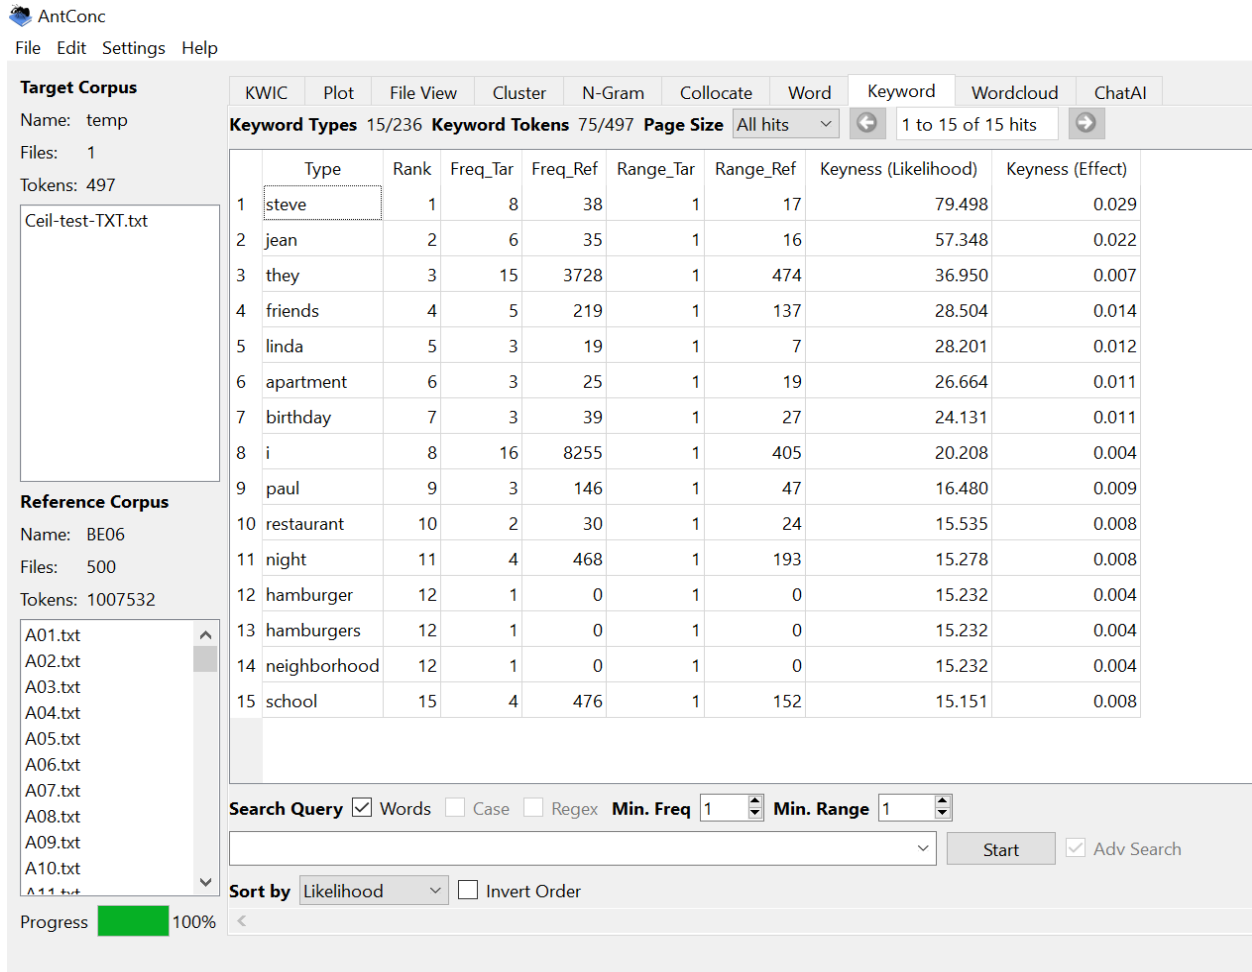 AntConc
File Edit Settings Help
Target Corpus
Name: temp
Files: 1
Tokens: 497
Ceil-test-TXT.txt
Reference Corpus
Name: BE06
Files: 500
Tokens: 1007532
A01.txt
A02.txt
A03.txt
A04.txt
A05.txt
A06.txt
A07.txt
A08.txt
A09.txt
A10.txt
A11.txt
Progress 100%
KWIC Plot File View Cluster N-Gram Collocate Word Keyword Wordcloud ChatAI
Keyword Types 15/236 Keyword Tokens 75/497 Page Size All hits 1 to 15 of 15 hits
Type Rank Freq_Tar Freq_Ref Range_Tar Range_Ref Keyness (Likelihood) Keyness (Effect)
1 steve 1 8 38 1 17 79.498 0.029
2 jean 2 6 35 1 16 57.348 0.022
3 they 3 15 3728 1 474 36.950 0.007
4 friends 4 5 219 1 137 28.504 0.014
5 linda 5 3 19 1 7 28.201 0.012
6 apartment 6 3 25 1 19 26.664 0.011
7 birthday 7 3 39 1 27 24.131 0.011
8 i 8 16 8255 1 405 20.208 0.004
9 paul 9 3 146 1 47 16.480 0.009
10 restaurant 10 2 30 1 24 15.535 0.008
11 night 11 4 468 1 193 15.278 0.008
12 hamburger 12 1 0 1 0 15.232 0.004
13 hamburgers 12 1 0 1 0 15.232 0.004
14 neighborhood 12 1 0 1 0 15.232 0.004
15 school 15 4 476 1 152 15.151 0.008
Search Query Words Case Regex Min. Freq 1 Min. Range 1
Start Adv Search
Sort by Likelihood Invert Order